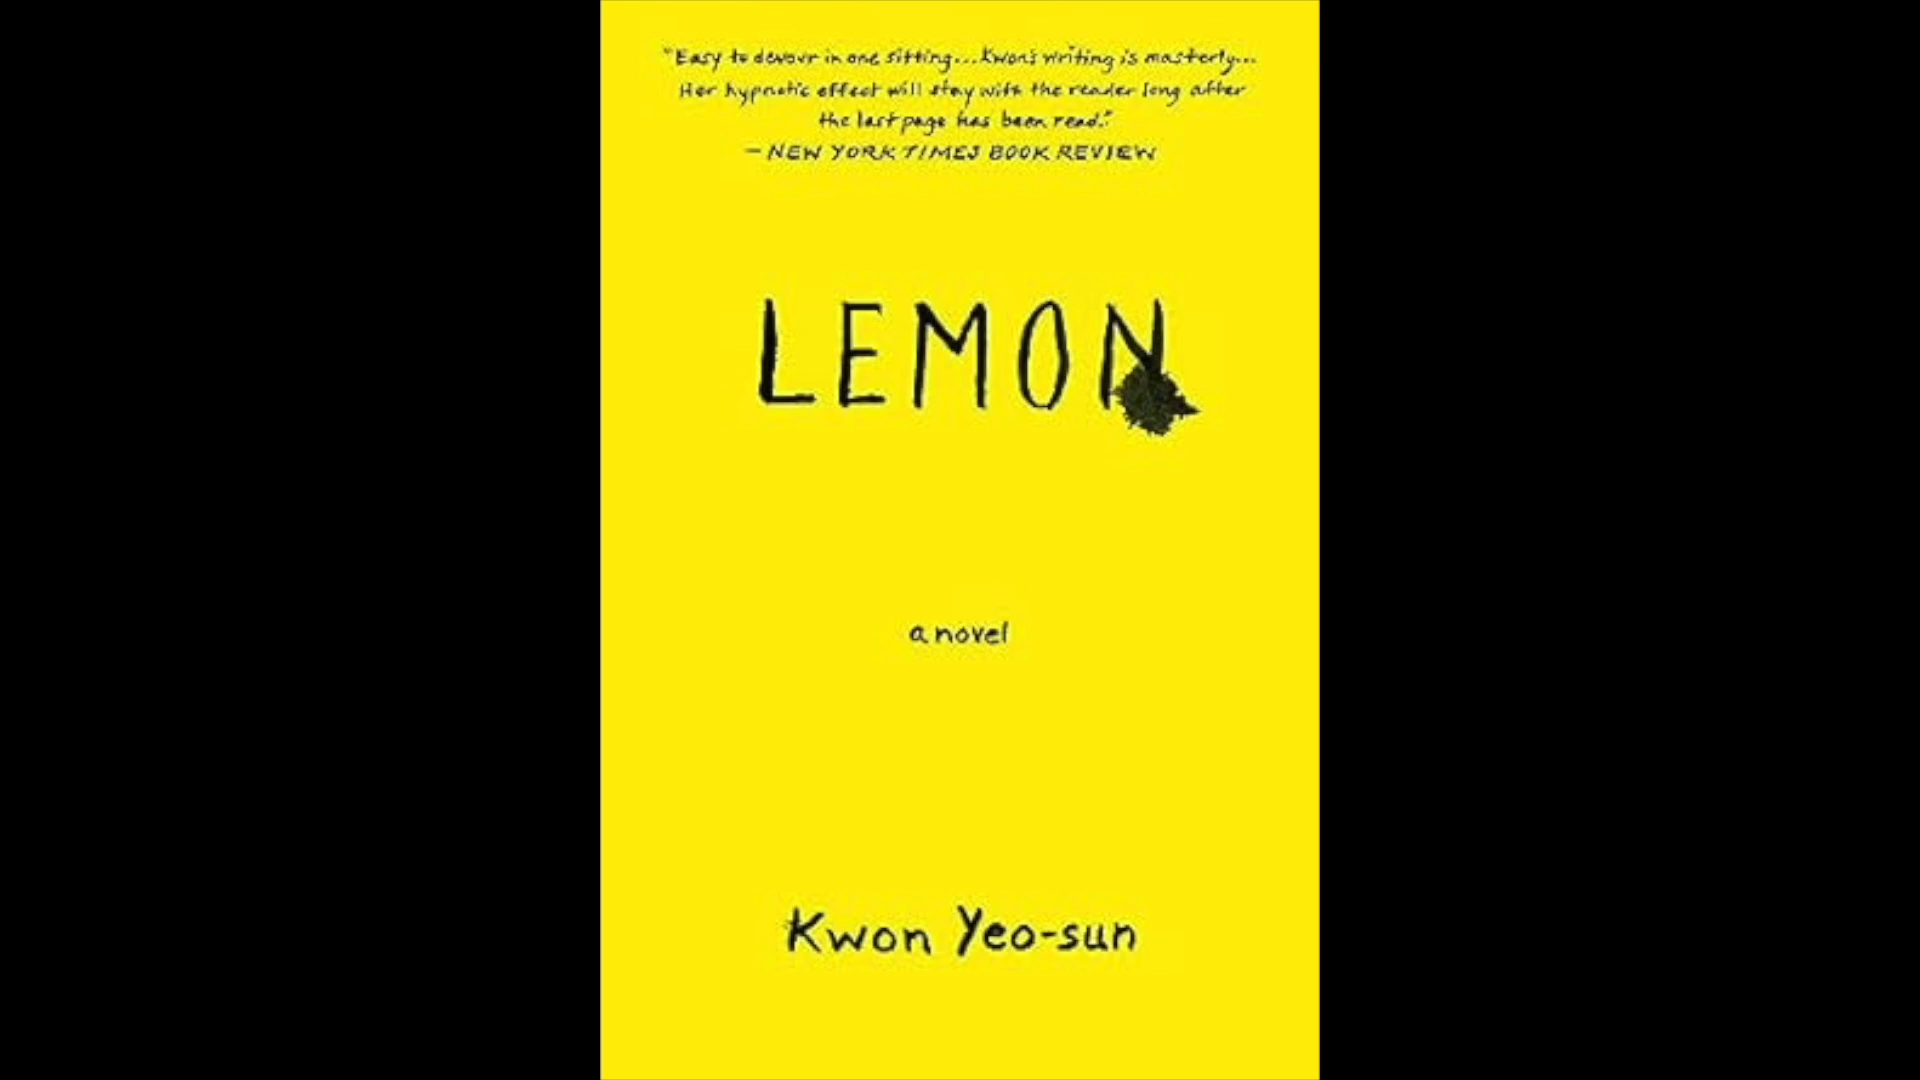 "Easy to devour in one sitting...Kwon's writing is masterly...
Her hypnotic effect will stay with the reader long after
the last page has been read."
— NEW YORK TIMES BOOK REVIEW
LEMON
a novel
Kwon Yeo-sun